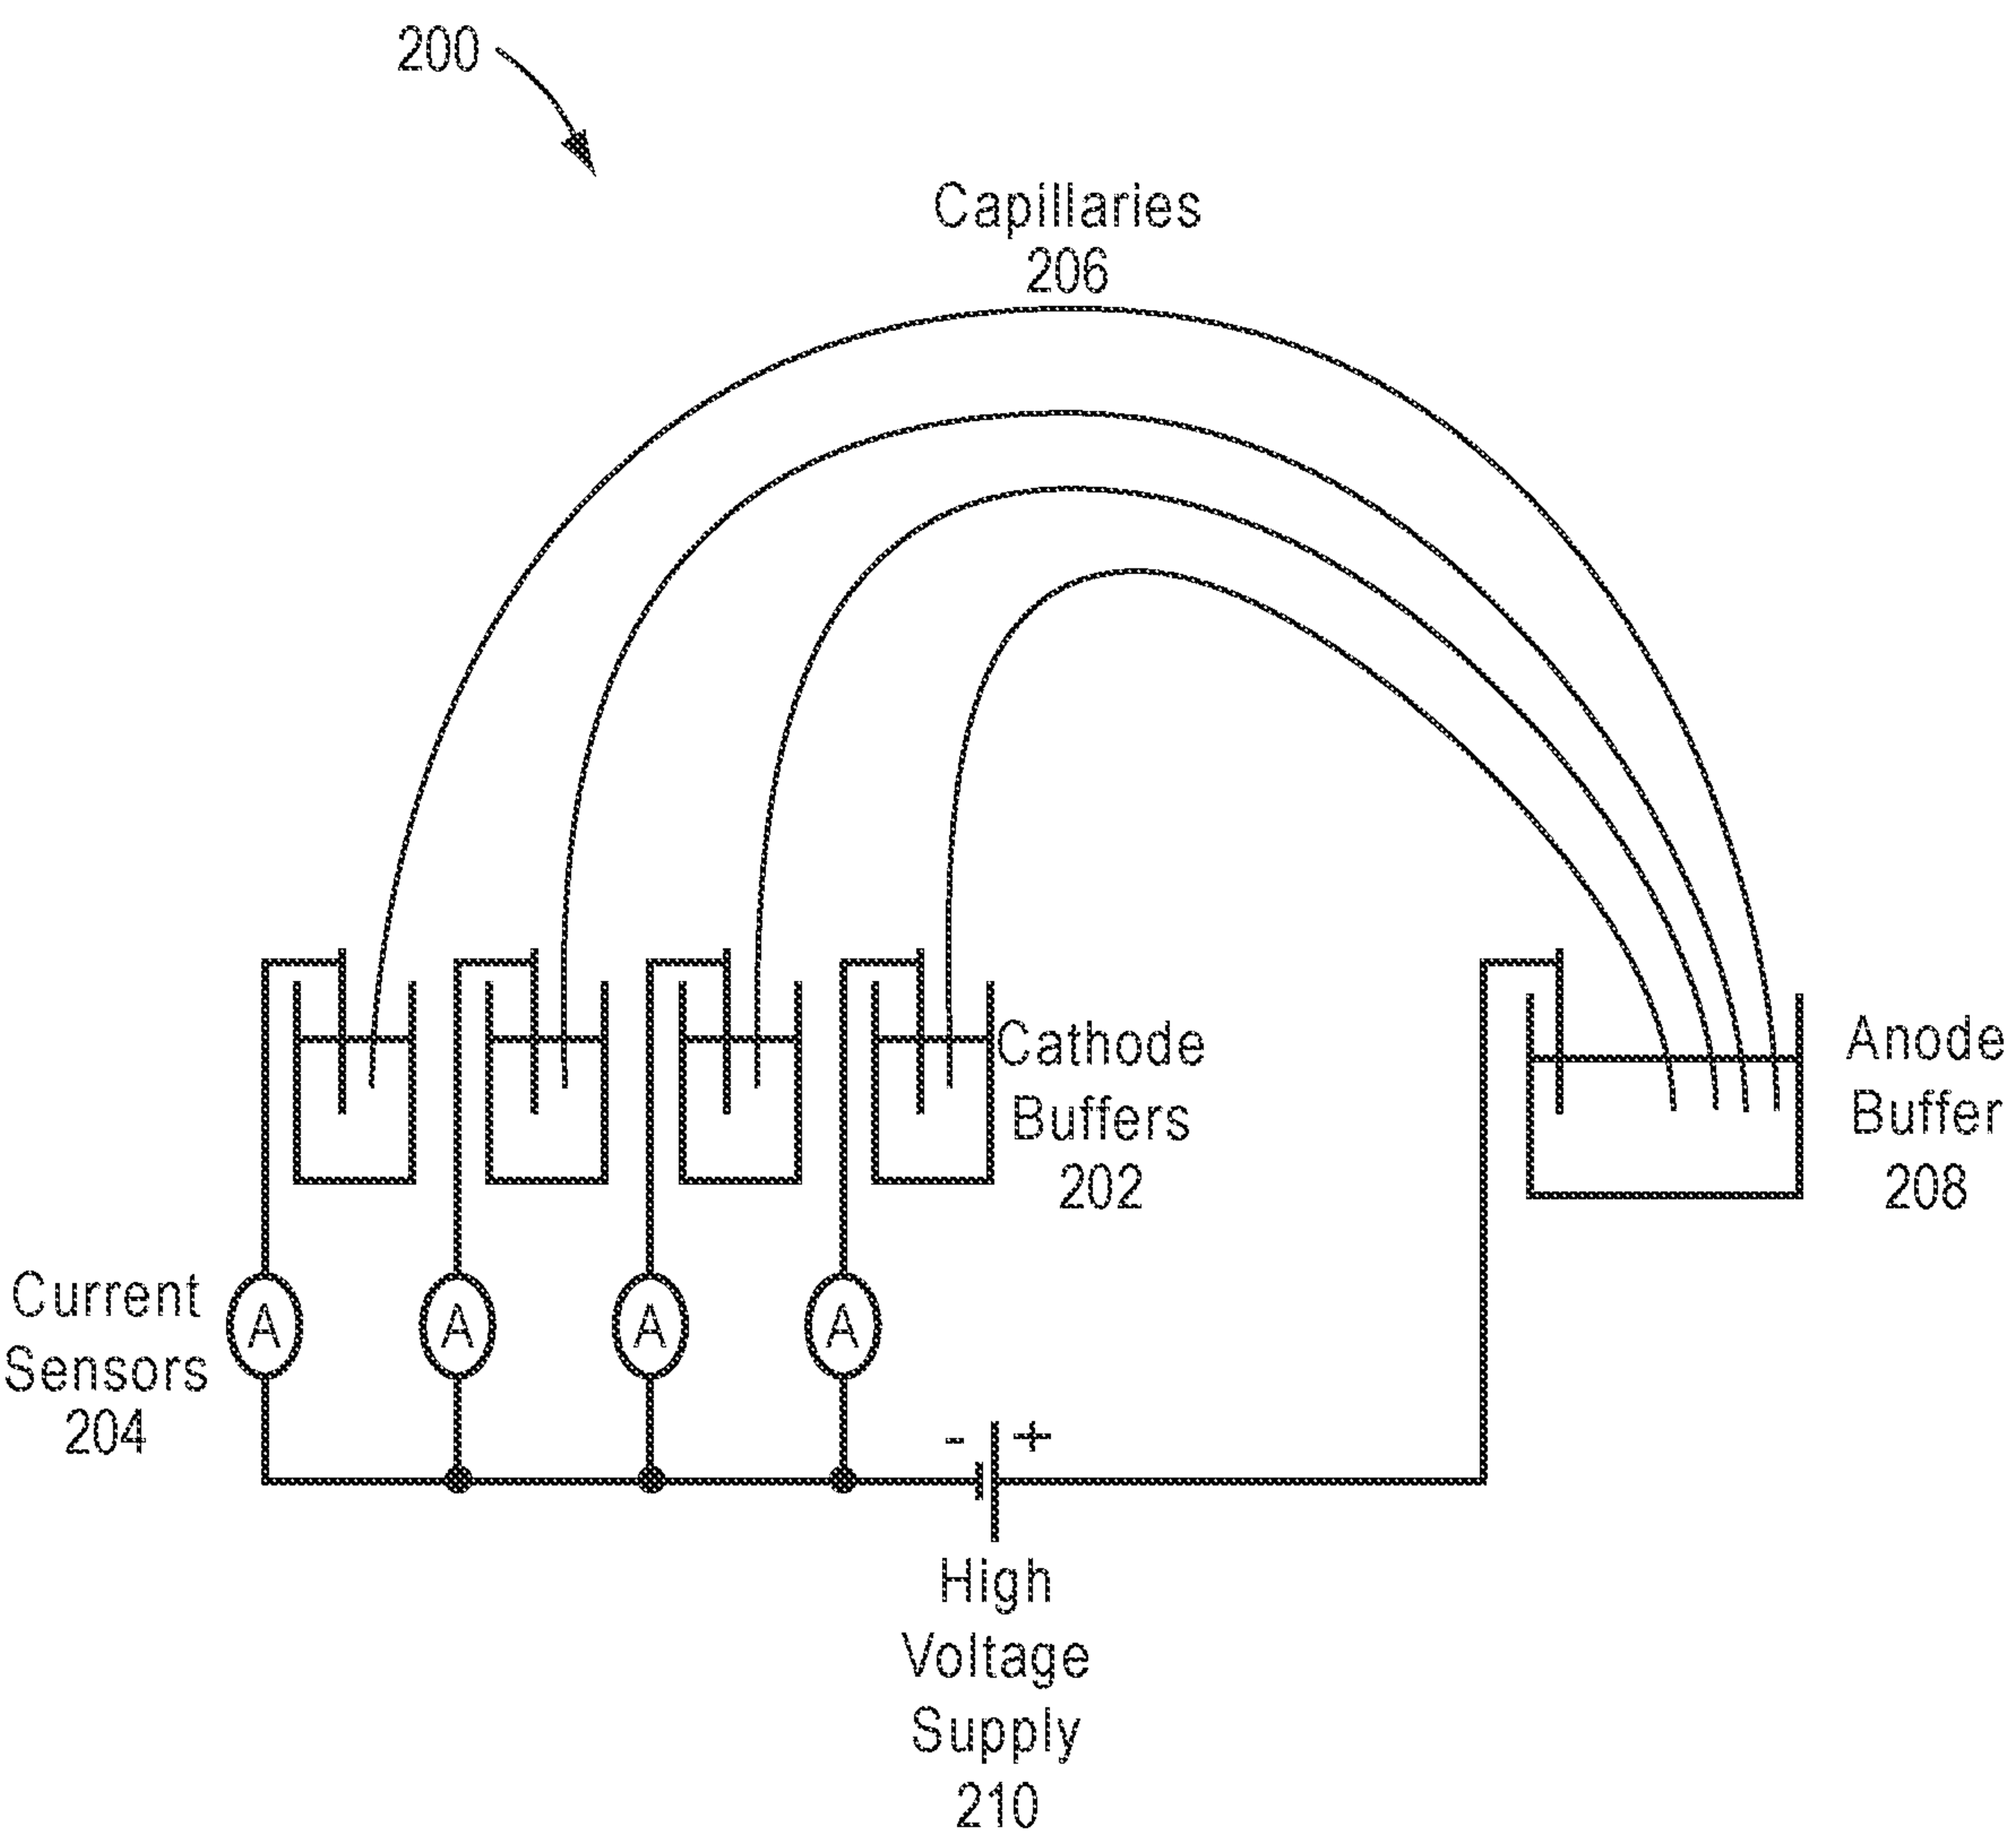 200
Capillaries
206
Cathode
Buffers
202
Anode
Buffer
208
Current
Sensors
204
A
A
A
A
- +
High
Voltage
Supply
210